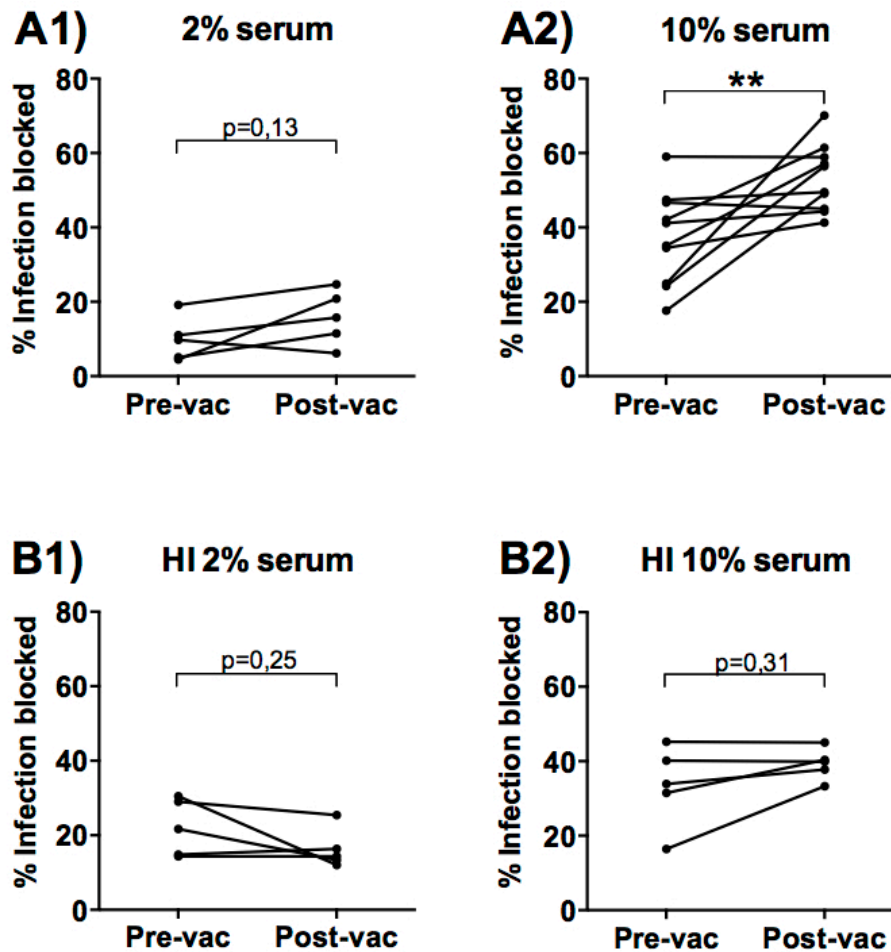 A1) 2% serum
% Infection blocked
80
60
40
20
0
p=0,13
Pre-vac Post-vac
A2) 10% serum
% Infection blocked
80
60
40
20
0
**
Pre-vac Post-vac
B1) HI 2% serum
% Infection blocked
80
60
40
20
0
p=0,25
Pre-vac Post-vac
B2) HI 10% serum
% Infection blocked
80
60
40
20
0
p=0,31
Pre-vac Post-vac